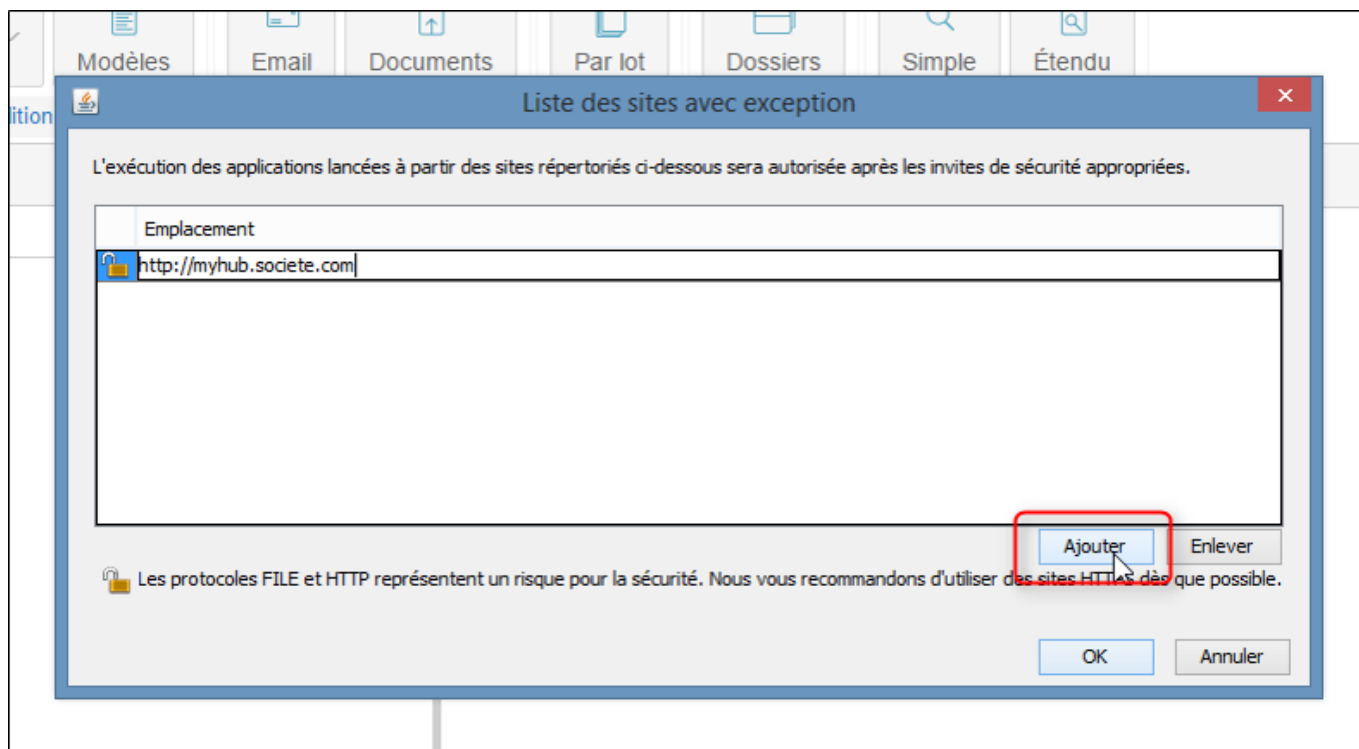 Modèles Email Documents Par lot Dossiers Simple Étendu
Liste des sites avec exception
dition
L'exécution des applications lancées à partir des sites répertoriés ci-dessous sera autorisée après les invites de sécurité appropriées.
Emplacement
http://myhub.societe.com
Ajouter Enlever
Les protocoles FILE et HTTP représentent un risque pour la sécurité. Nous vous recommandons d'utiliser des sites HTTPS dès que possible.
OK Annuler